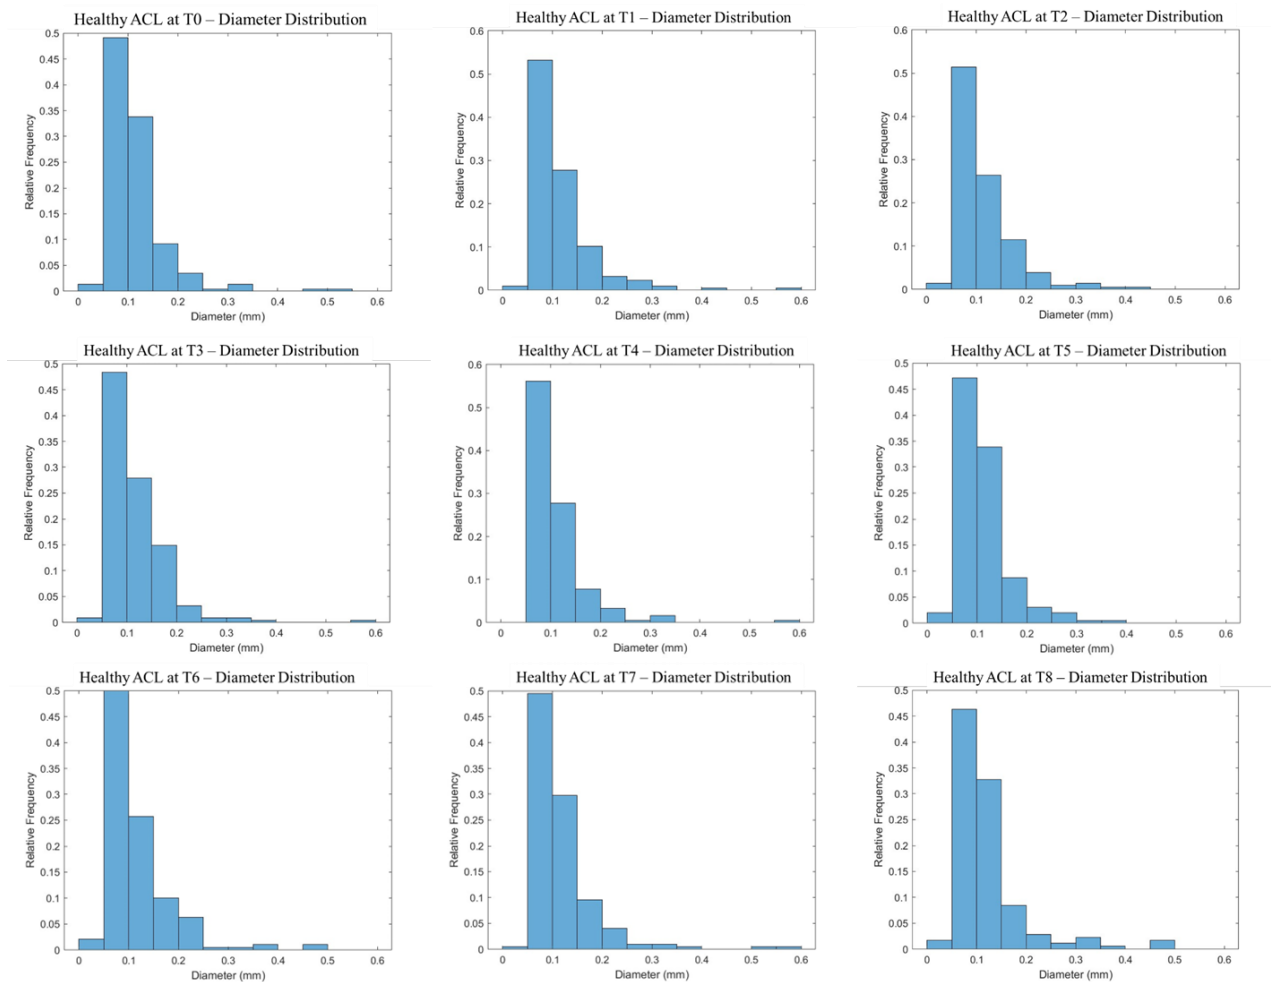 Healthy ACL at T0 – Diameter Distribution
0.5
0.45
0.4
0.35
0.3
0.25
0.2
0.15
0.1
0.05
0
Relative Frequency
0 0.1 0.2 0.3 0.4 0.5 0.6
Diameter (mm)
Healthy ACL at T1 – Diameter Distribution
0.6
0.5
0.4
0.3
0.2
0.1
0
Relative Frequency
0 0.1 0.2 0.3 0.4 0.5 0.6
Diameter (mm)
Healthy ACL at T2 – Diameter Distribution
0.6
0.5
0.4
0.3
0.2
0.1
0
Relative Frequency
0 0.1 0.2 0.3 0.4 0.5 0.6
Diameter (mm)
Healthy ACL at T3 – Diameter Distribution
0.5
0.45
0.4
0.35
0.3
0.25
0.2
0.15
0.1
0.05
0
Relative Frequency
0 0.1 0.2 0.3 0.4 0.5 0.6
Diameter (mm)
Healthy ACL at T4 – Diameter Distribution
0.6
0.5
0.4
0.3
0.2
0.1
0
Relative Frequency
0 0.1 0.2 0.3 0.4 0.5 0.6
Diameter (mm)
Healthy ACL at T5 – Diameter Distribution
0.5
0.45
0.4
0.35
0.3
0.25
0.2
0.15
0.1
0.05
0
Relative Frequency
0 0.1 0.2 0.3 0.4 0.5 0.6
Diameter (mm)
Healthy ACL at T6 – Diameter Distribution
0.5
0.45
0.4
0.35
0.3
0.25
0.2
0.15
0.1
0.05
0
Relative Frequency
0 0.1 0.2 0.3 0.4 0.5 0.6
Diameter (mm)
Healthy ACL at T7 – Diameter Distribution
0.5
0.45
0.4
0.35
0.3
0.25
0.2
0.15
0.1
0.05
0
Relative Frequency
0 0.1 0.2 0.3 0.4 0.5 0.6
Diameter (mm)
Healthy ACL at T8 – Diameter Distribution
0.5
0.45
0.4
0.35
0.3
0.25
0.2
0.15
0.1
0.05
0
Relative Frequency
0 0.1 0.2 0.3 0.4 0.5 0.6
Diameter (mm)